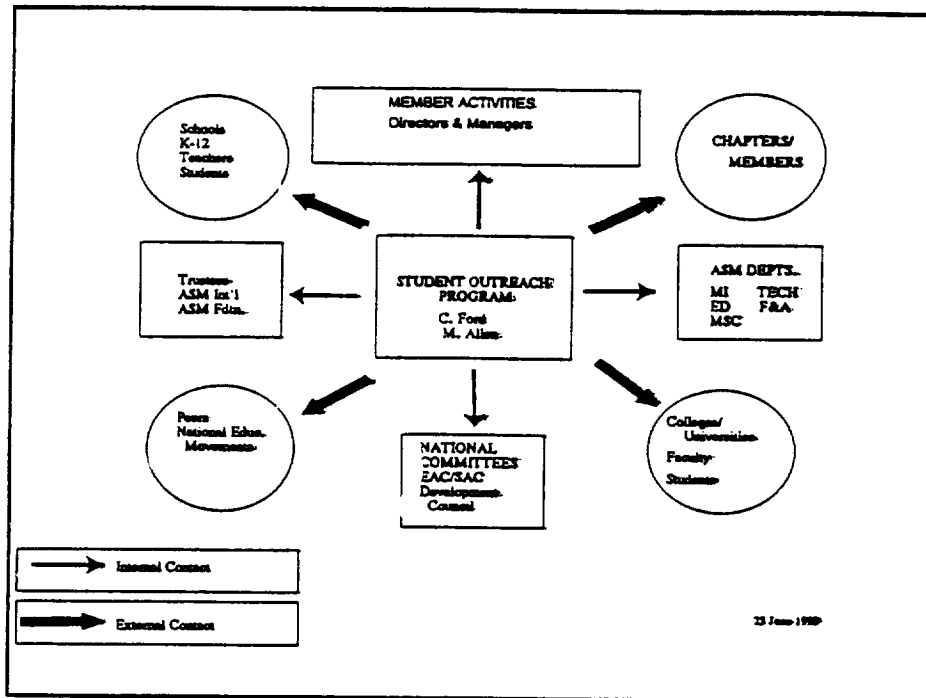 MEMBER ACTIVITIES
Directors & Managers
Schools
K-12
Teachers
Students
CHAPTERS/
MEMBERS
STUDENT OUTREACH
PROGRAM
C. Ford
M. Allen
Trustees
ASM Int'l
ASM Fdtn.
ASM DEPTS.
MI TECH
ED F&A
MSC
Peers
National Educ.
Movements
NATIONAL
COMMITTEES
EAC/SAC
Development
Council
Colleges/
Universities
Faculty
Students
Internal Contact
External Contact
23 June